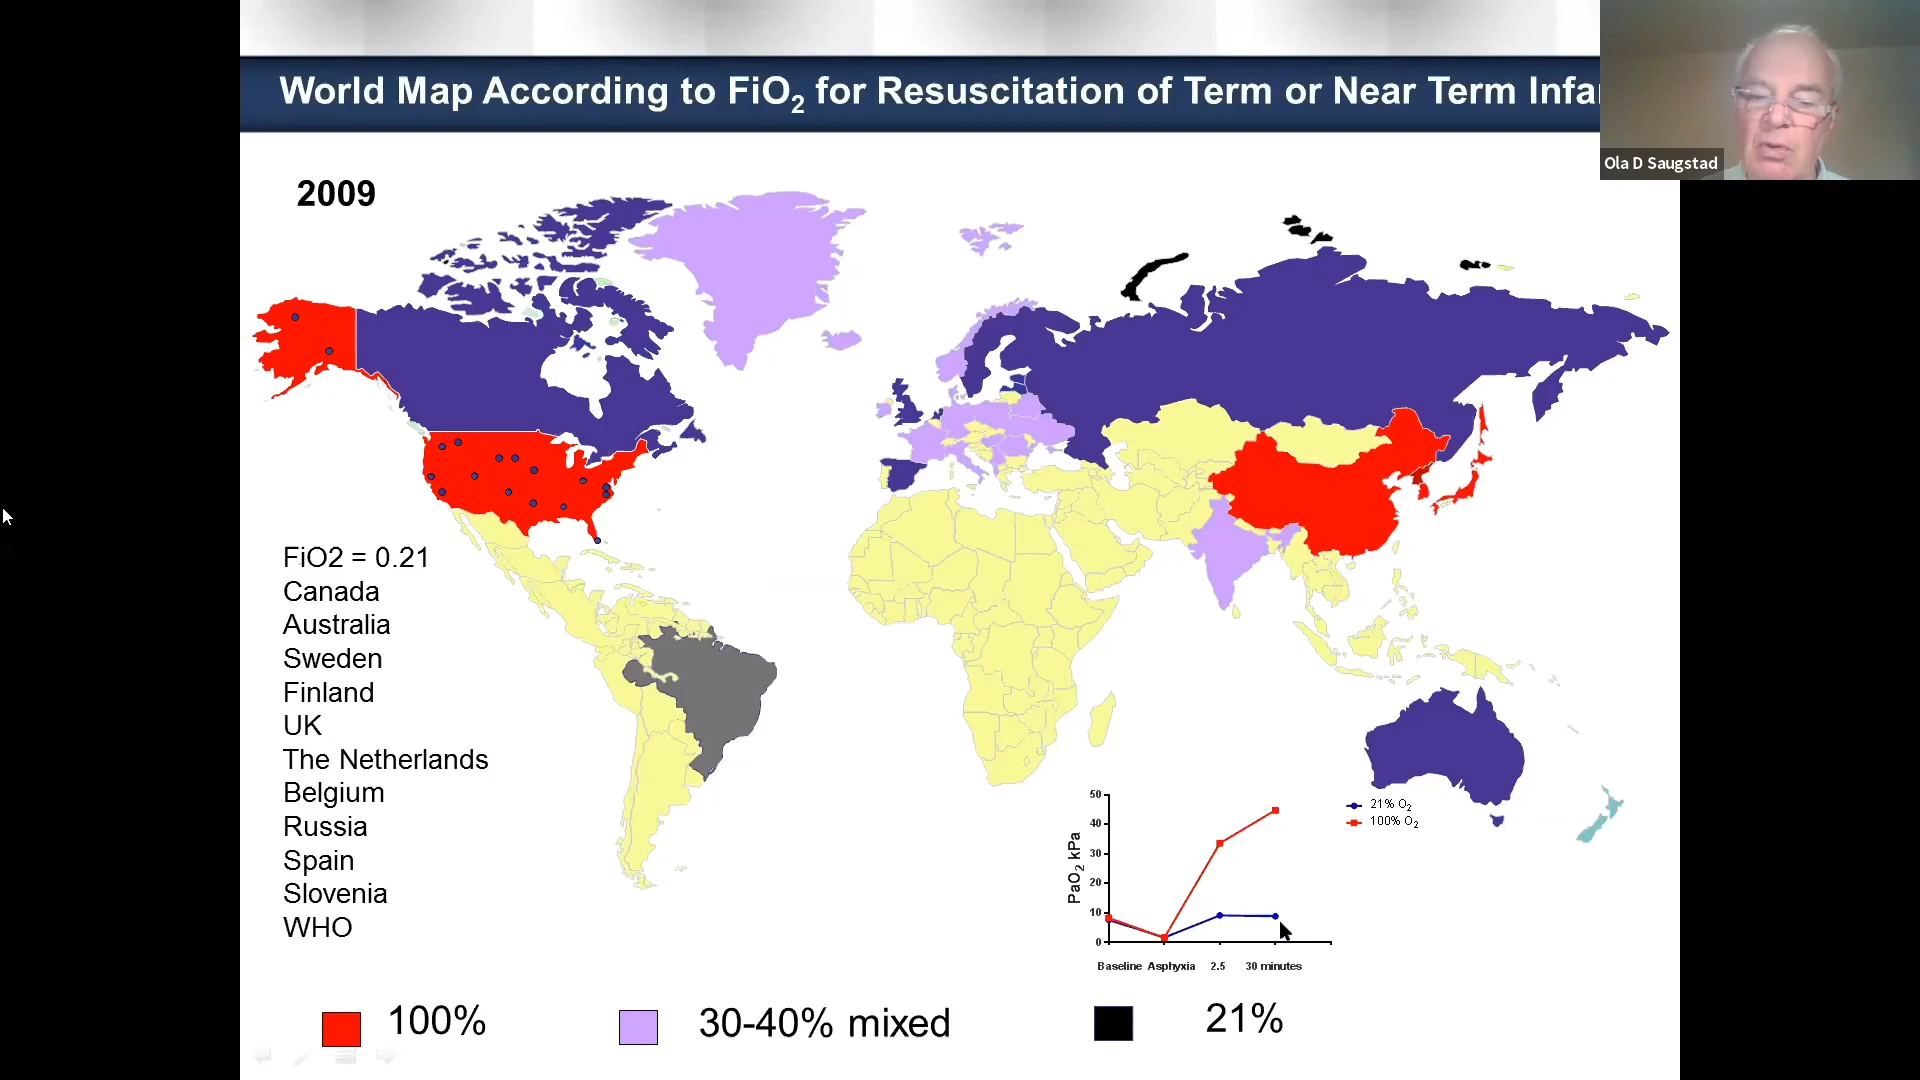 World Map According to FiO2 for Resuscitation of Term or Near Term Infa
Ola D Saugstad
2009
FiO2 = 0.21
Canada
Australia
Sweden
Finland
UK
The Netherlands
Belgium
Russia
Spain
Slovenia
WHO
PaO2 kPa
50
40
30
20
10
0
Baseline Asphyxia 2.5 30 minutes
21% O2
100% O2
100% 30-40% mixed 21%